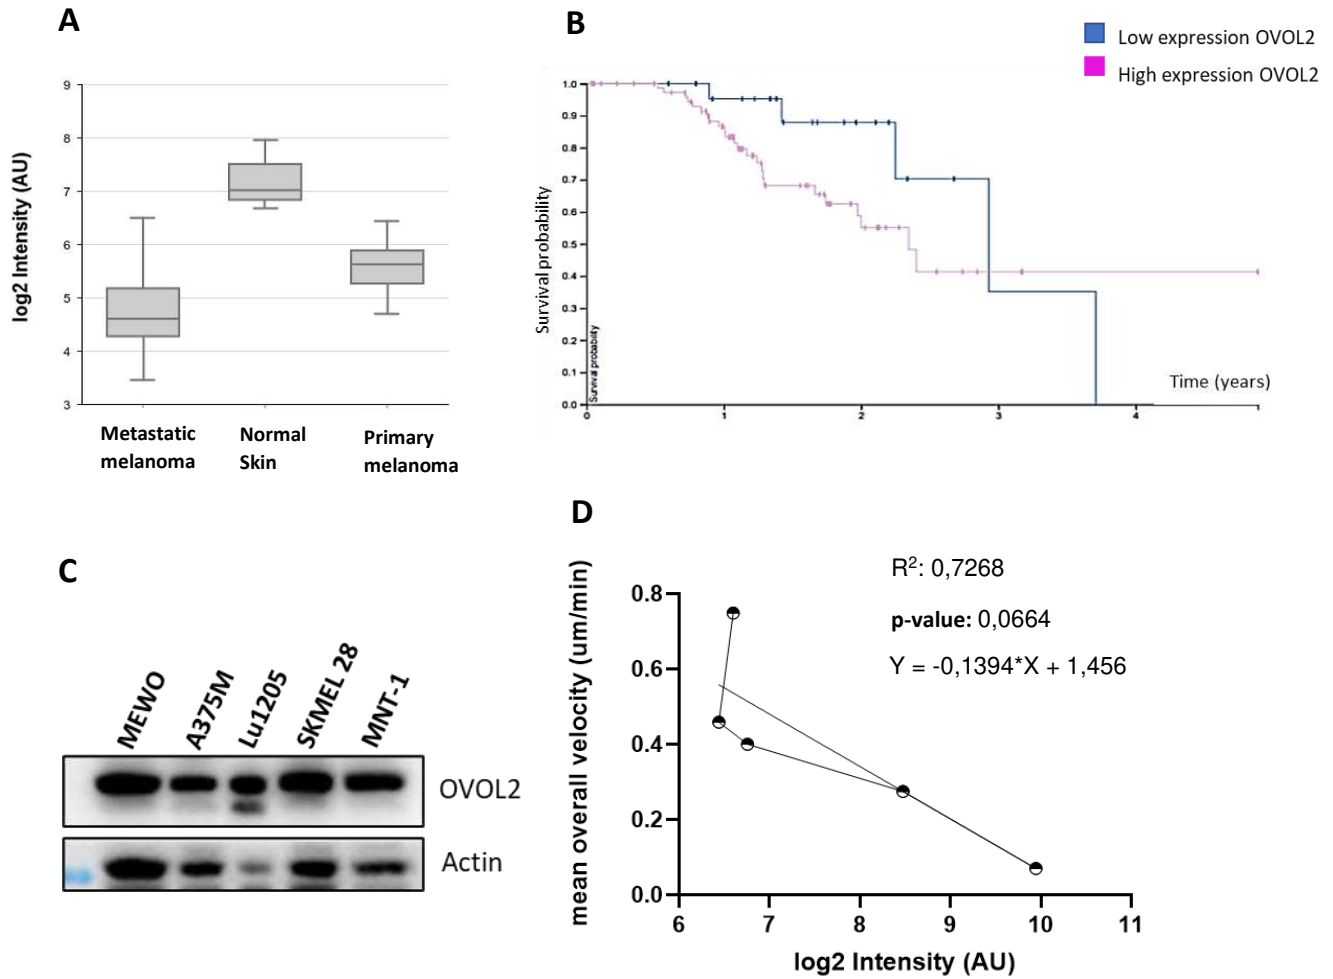 A
log2 Intensity (AU)
9
8
7
6
5
4
3
Metastatic
melanoma
Normal
Skin
Primary
melanoma
B
Low expression OVOL2
High expression OVOL2
Survival probability
1.0
0.9
0.8
0.7
0.6
0.5
0.4
0.3
0.2
0.1
0.0
Survival probability
Time (years)
0
1
2
3
4
C
MEWO
A375M
Lu1205
SKMEL 28
MNT-1
OVOL2
Actin
D
R²: 0,7268
p-value: 0,0664
Y = -0,1394*X + 1,456
mean overall velocity (um/min)
0.8
0.6
0.4
0.2
0.0
6
7
8
9
10
11
log2 Intensity (AU)